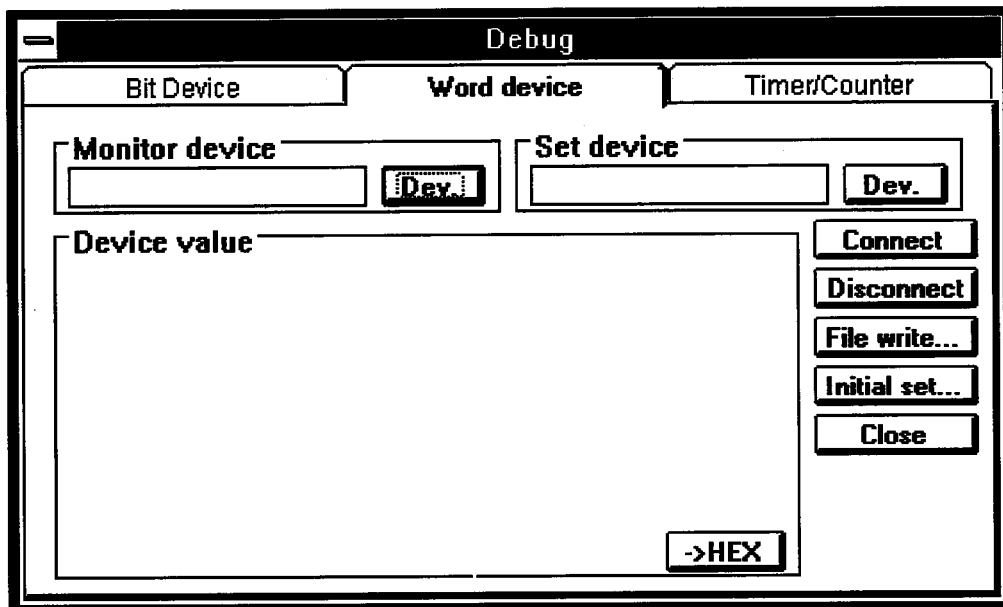 Debug
Bit Device
Word device
Timer/Counter
Monitor device
Dev.
Set device
Dev.
Device value
Connect
Disconnect
File write...
Initial set...
Close
->HEX